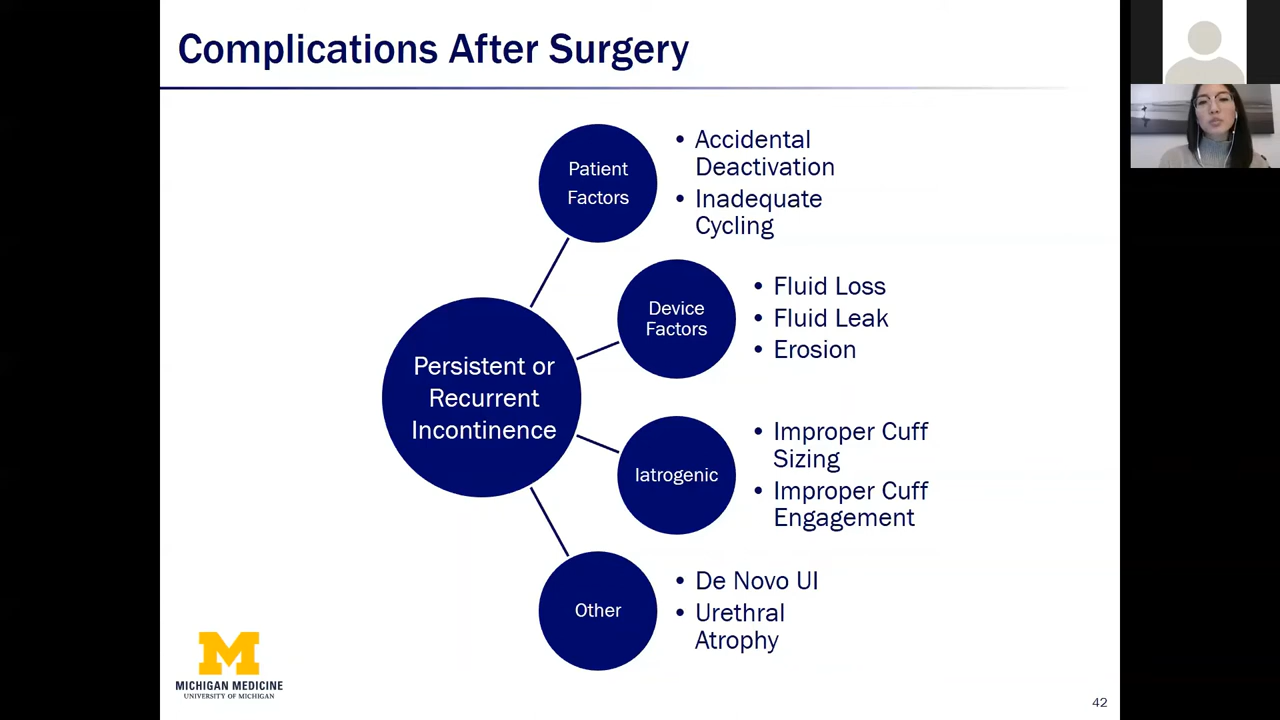 Complications After Surgery
Patient
Factors
• Accidental
Deactivation
• Inadequate
Cycling
Device
Factors
• Fluid Loss
• Fluid Leak
• Erosion
Persistent or
Recurrent
Incontinence
Iatrogenic
• Improper Cuff
Sizing
• Improper Cuff
Engagement
Other
• De Novo UI
• Urethral
Atrophy
M
MICHIGAN MEDICINE
UNIVERSITY OF MICHIGAN
42